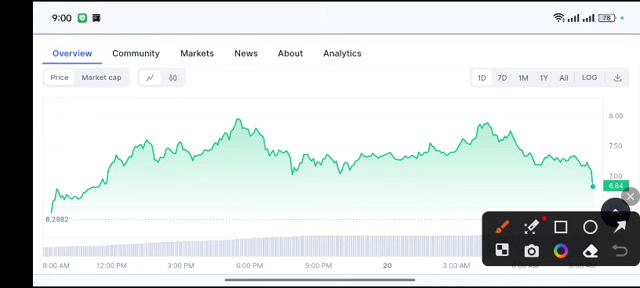 9:00
78
Overview Community Markets News About Analytics
Price Market cap 1D 7D 1M 1Y All LOG
8.00
7.50
7.00
6.84
6.2982
9:00 AM 12:00 PM 3:00 PM 6:00 PM 9:00 PM 20 3:00 AM